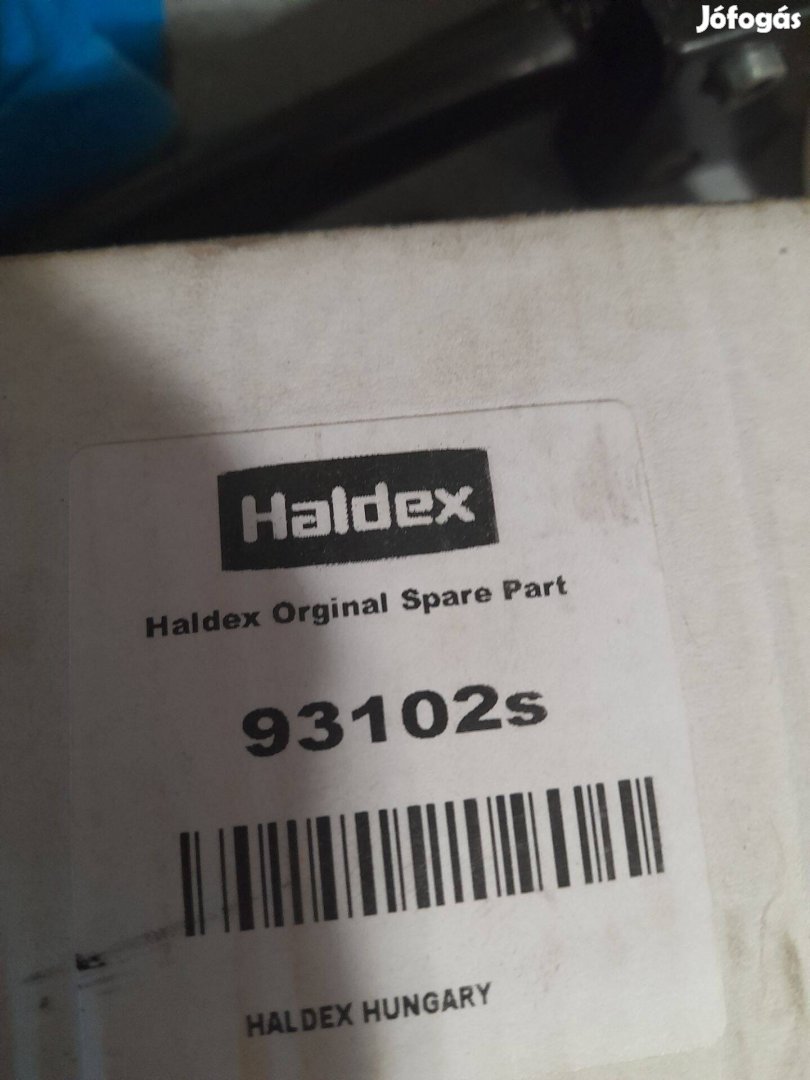 Jófogás
Haldex
Haldex Orginal Spare Part
93102s
HALDEX HUNGARY